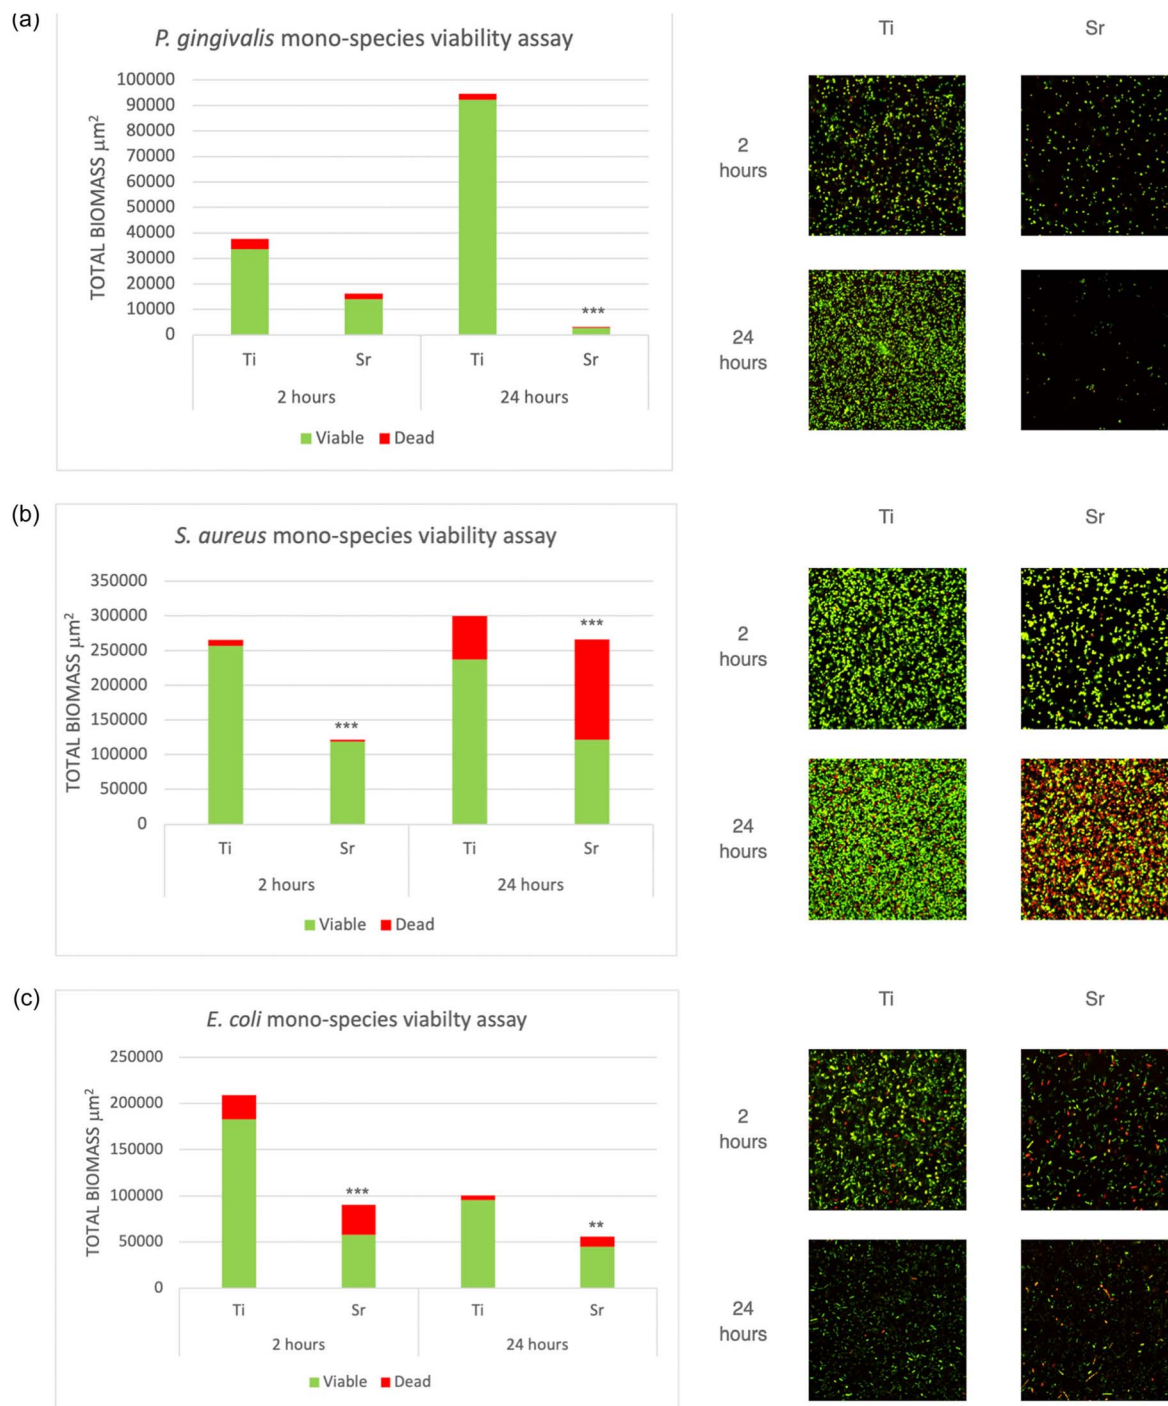 (a)
P. gingivalis mono-species viability assay
TOTAL BIOMASS μm²
100000
90000
80000
70000
60000
50000
40000
30000
20000
10000
0
***
Ti Sr Ti Sr
2 hours 24 hours
Viable Dead
Ti Sr
2
hours
24
hours
(b)
S. aureus mono-species viability assay
TOTAL BIOMASS μm²
350000
300000
250000
200000
150000
100000
50000
0
***
***
Ti Sr Ti Sr
2 hours 24 hours
Viable Dead
Ti Sr
2
hours
24
hours
(c)
E. coli mono-species viabilty assay
TOTAL BIOMASS μm²
250000
200000
150000
100000
50000
0
***
**
Ti Sr Ti Sr
2 hours 24 hours
Viable Dead
Ti Sr
2
hours
24
hours